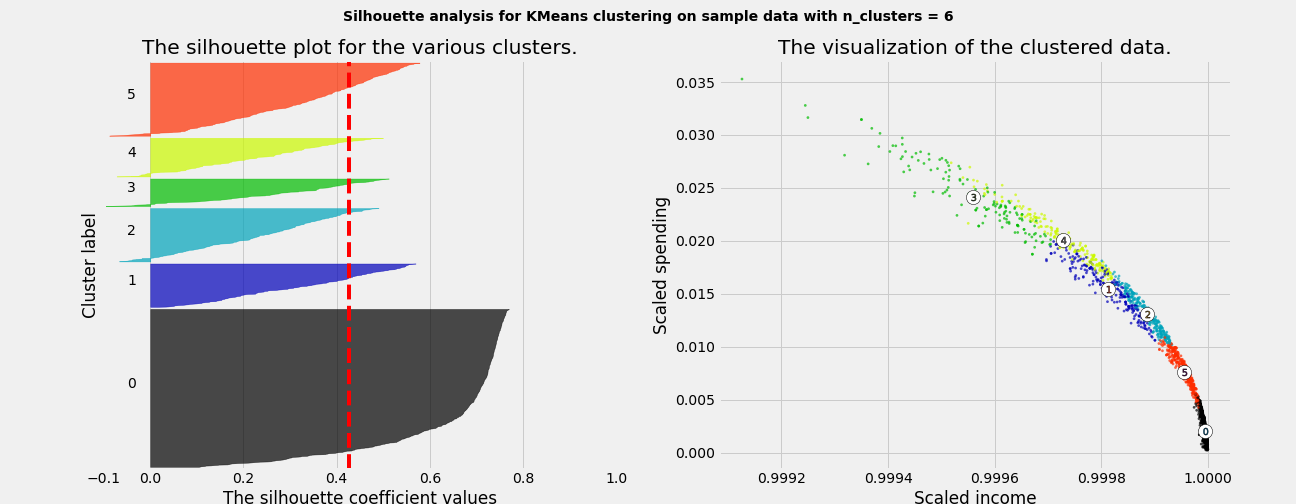 Silhouette analysis for KMeans clustering on sample data with n_clusters = 6
The silhouette plot for the various clusters.
5
4
3
2
1
0
Cluster label
−0.1 0.0 0.2 0.4 0.6 0.8 1.0
The silhouette coefficient values
The visualization of the clustered data.
0.035
0.030
0.025
0.020
0.015
0.010
0.005
0.000
Scaled spending
3
4
1
2
5
0
0.9992 0.9994 0.9996 0.9998 1.0000
Scaled income